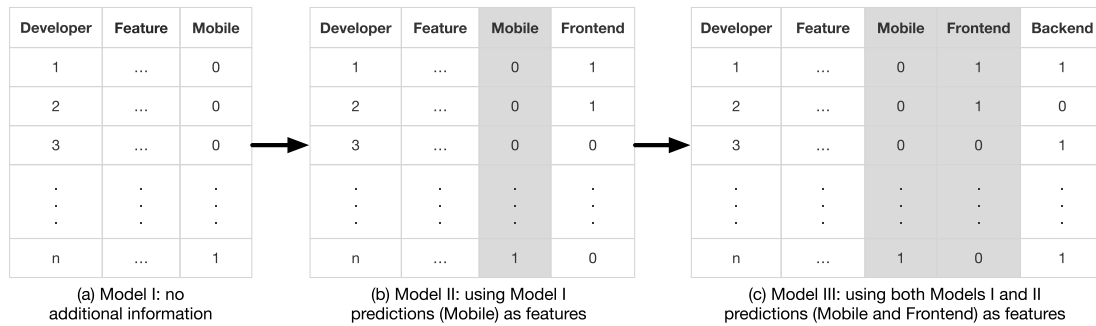 Developer Feature Mobile
1 ... 0
2 ... 0
3 ... 0
. . .
. . .
. . .
n ... 1
(a) Model I: no
additional information
Developer Feature Mobile Frontend
1 ... 0 1
2 ... 0 1
3 ... 0 0
. . . .
. . . .
. . . .
n ... 1 0
(b) Model II: using Model I
predictions (Mobile) as features
Developer Feature Mobile Frontend Backend
1 ... 0 1 1
2 ... 0 1 0
3 ... 0 0 1
. . . . .
. . . . .
. . . . .
n ... 1 0 1
(c) Model III: using both Models I and II
predictions (Mobile and Frontend) as features